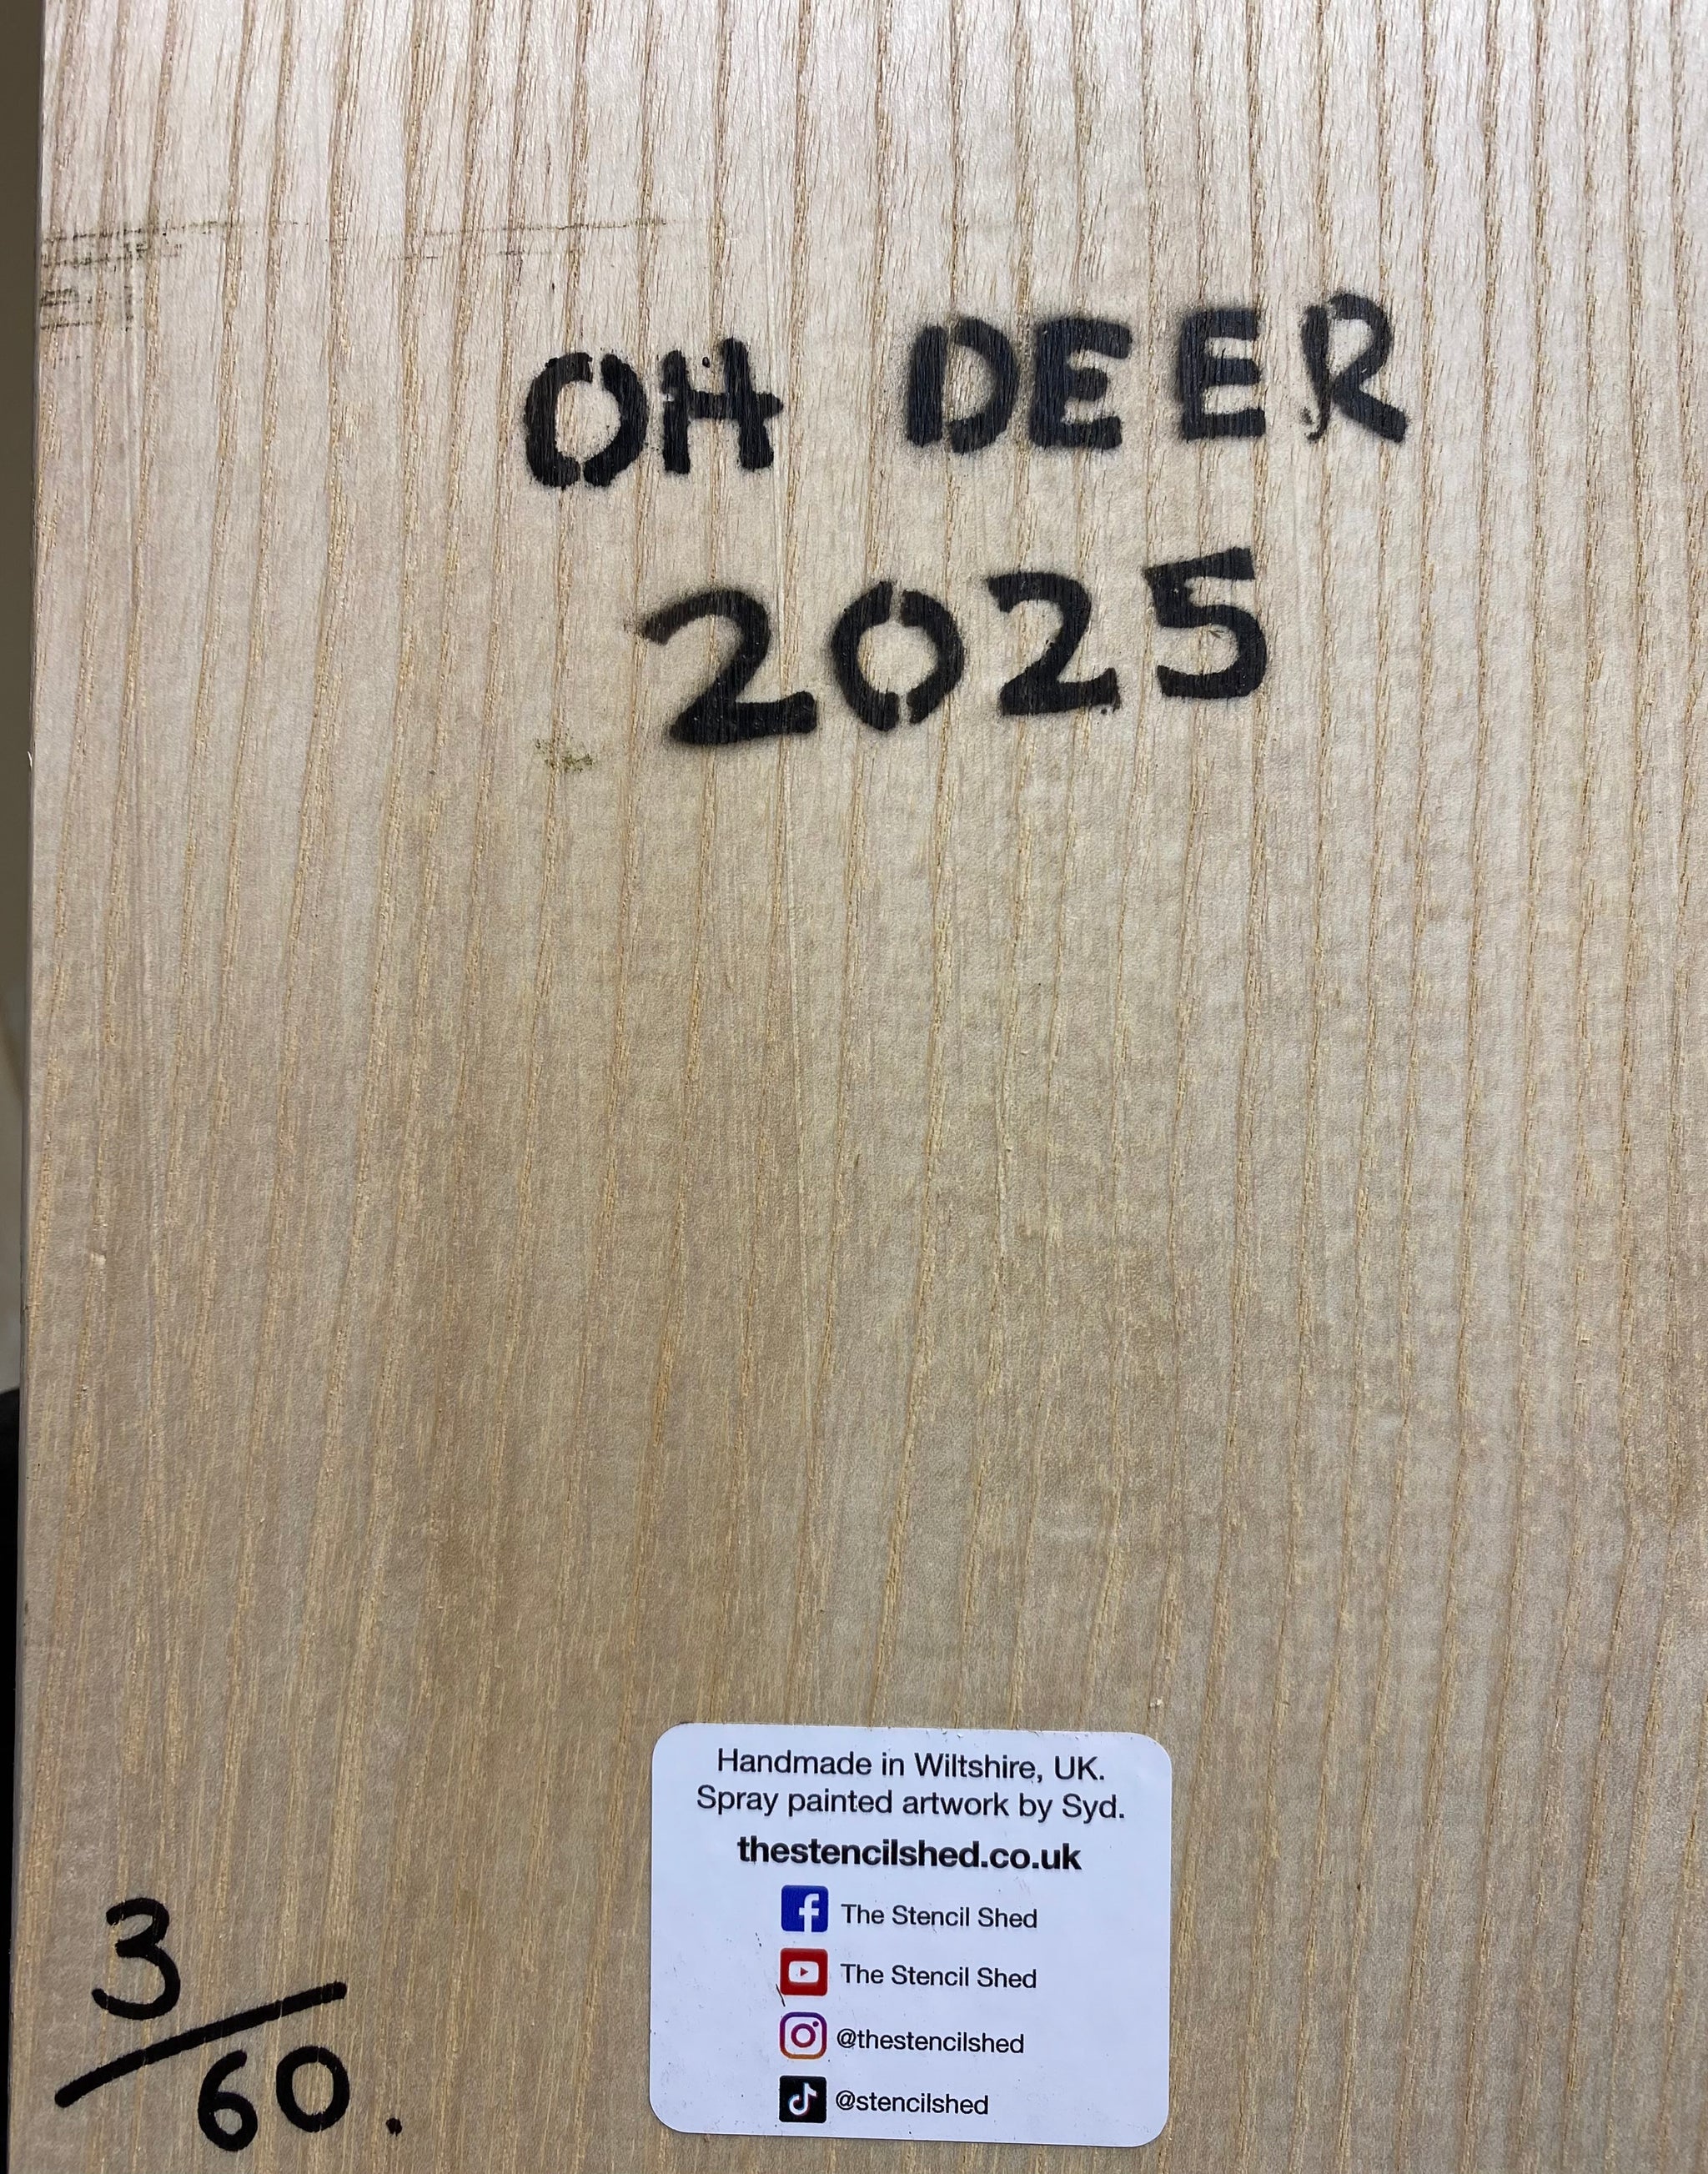 OH DEER
2025
Handmade in Wiltshire, UK.
Spray painted artwork by Syd.
thestencilshed.co.uk
The Stencil Shed
The Stencil Shed
@thestencilshed
@stencilshed
3/60.